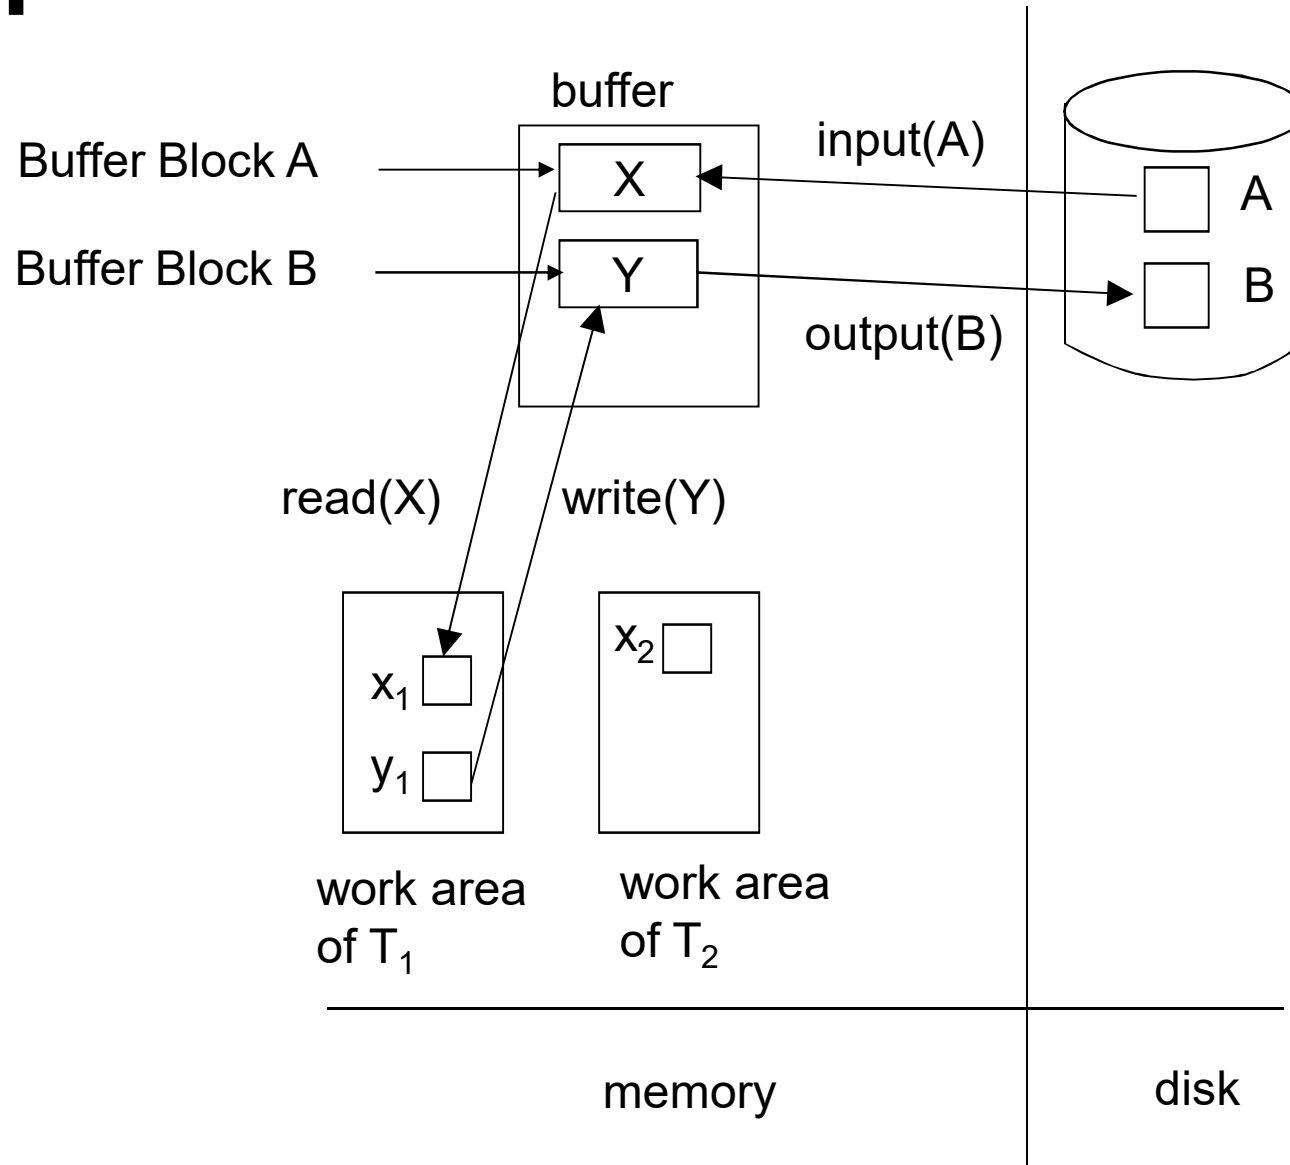 buffer
Buffer Block A
X
input(A)
A
Buffer Block B
Y
B
output(B)
read(X)
write(Y)
x₁
y₁
x₂
work area
of T₁
work area
of T₂
memory
disk